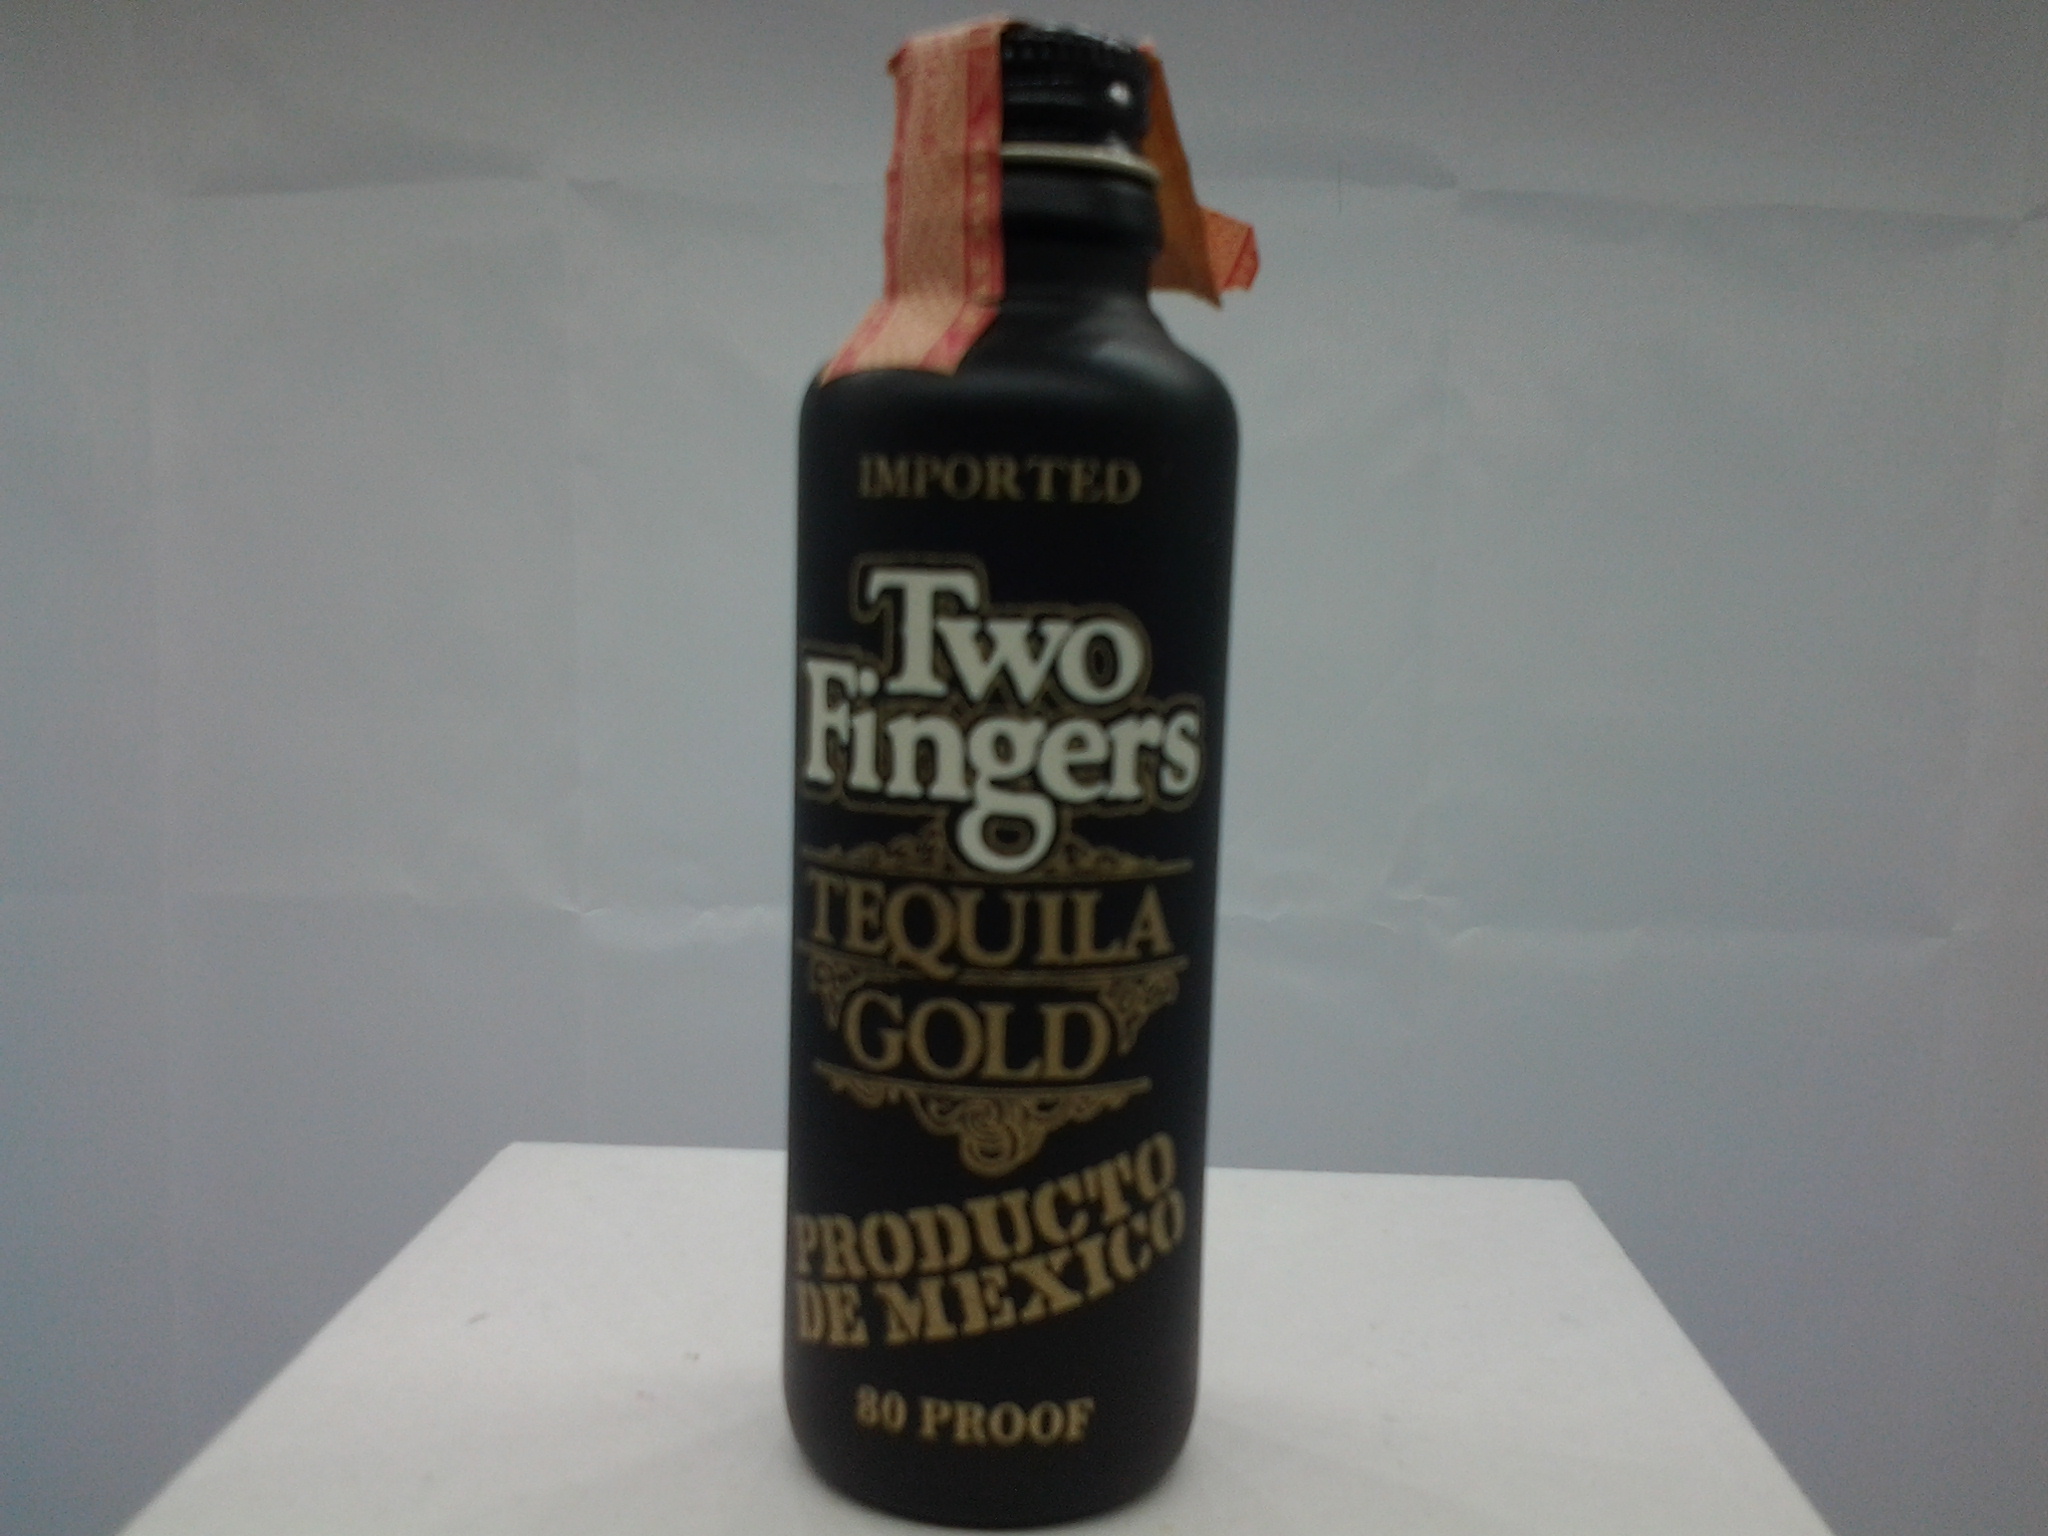 IMPORTED
Two
Fingers
TEQUILA
GOLD
PRODUCTO
DE MEXICO
80 PROOF